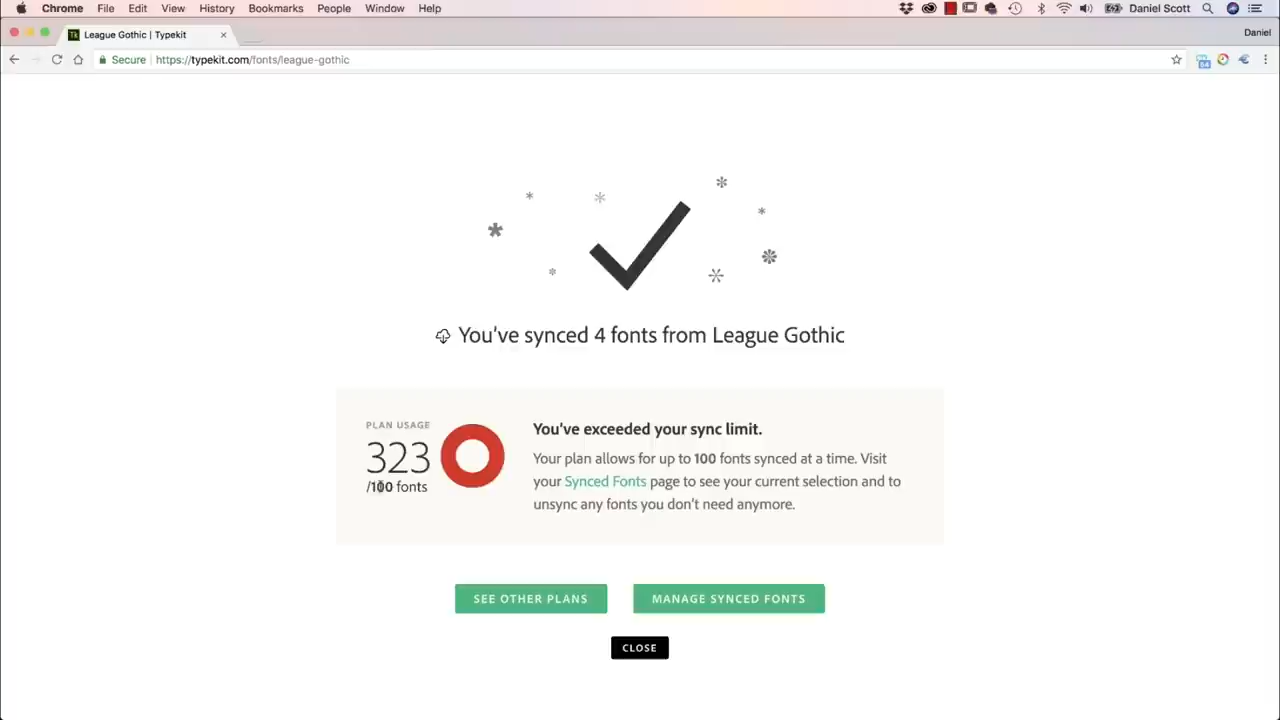 Chrome File Edit View History Bookmarks People Window Help Daniel Scott
Tk League Gothic | Typekit Daniel
Secure https://typekit.com/fonts/league-gothic
You've synced 4 fonts from League Gothic
PLAN USAGE
323
/100 fonts
You've exceeded your sync limit.
Your plan allows for up to 100 fonts synced at a time. Visit
your Synced Fonts page to see your current selection and to
unsync any fonts you don't need anymore.
SEE OTHER PLANS MANAGE SYNCED FONTS
CLOSE